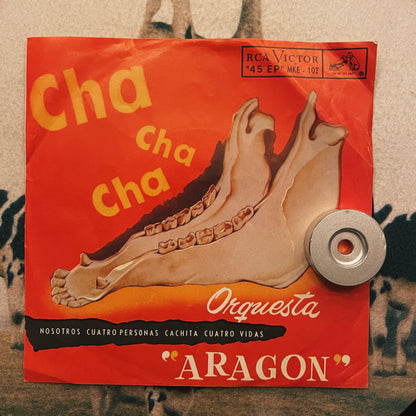 RCA VICTOR
"45 EP" MKE - 102
Cha
Cha
Cha
Orquesta
NOSOTROS CUATRO PERSONAS CACHITA CUATRO VIDAS
"ARAGON"